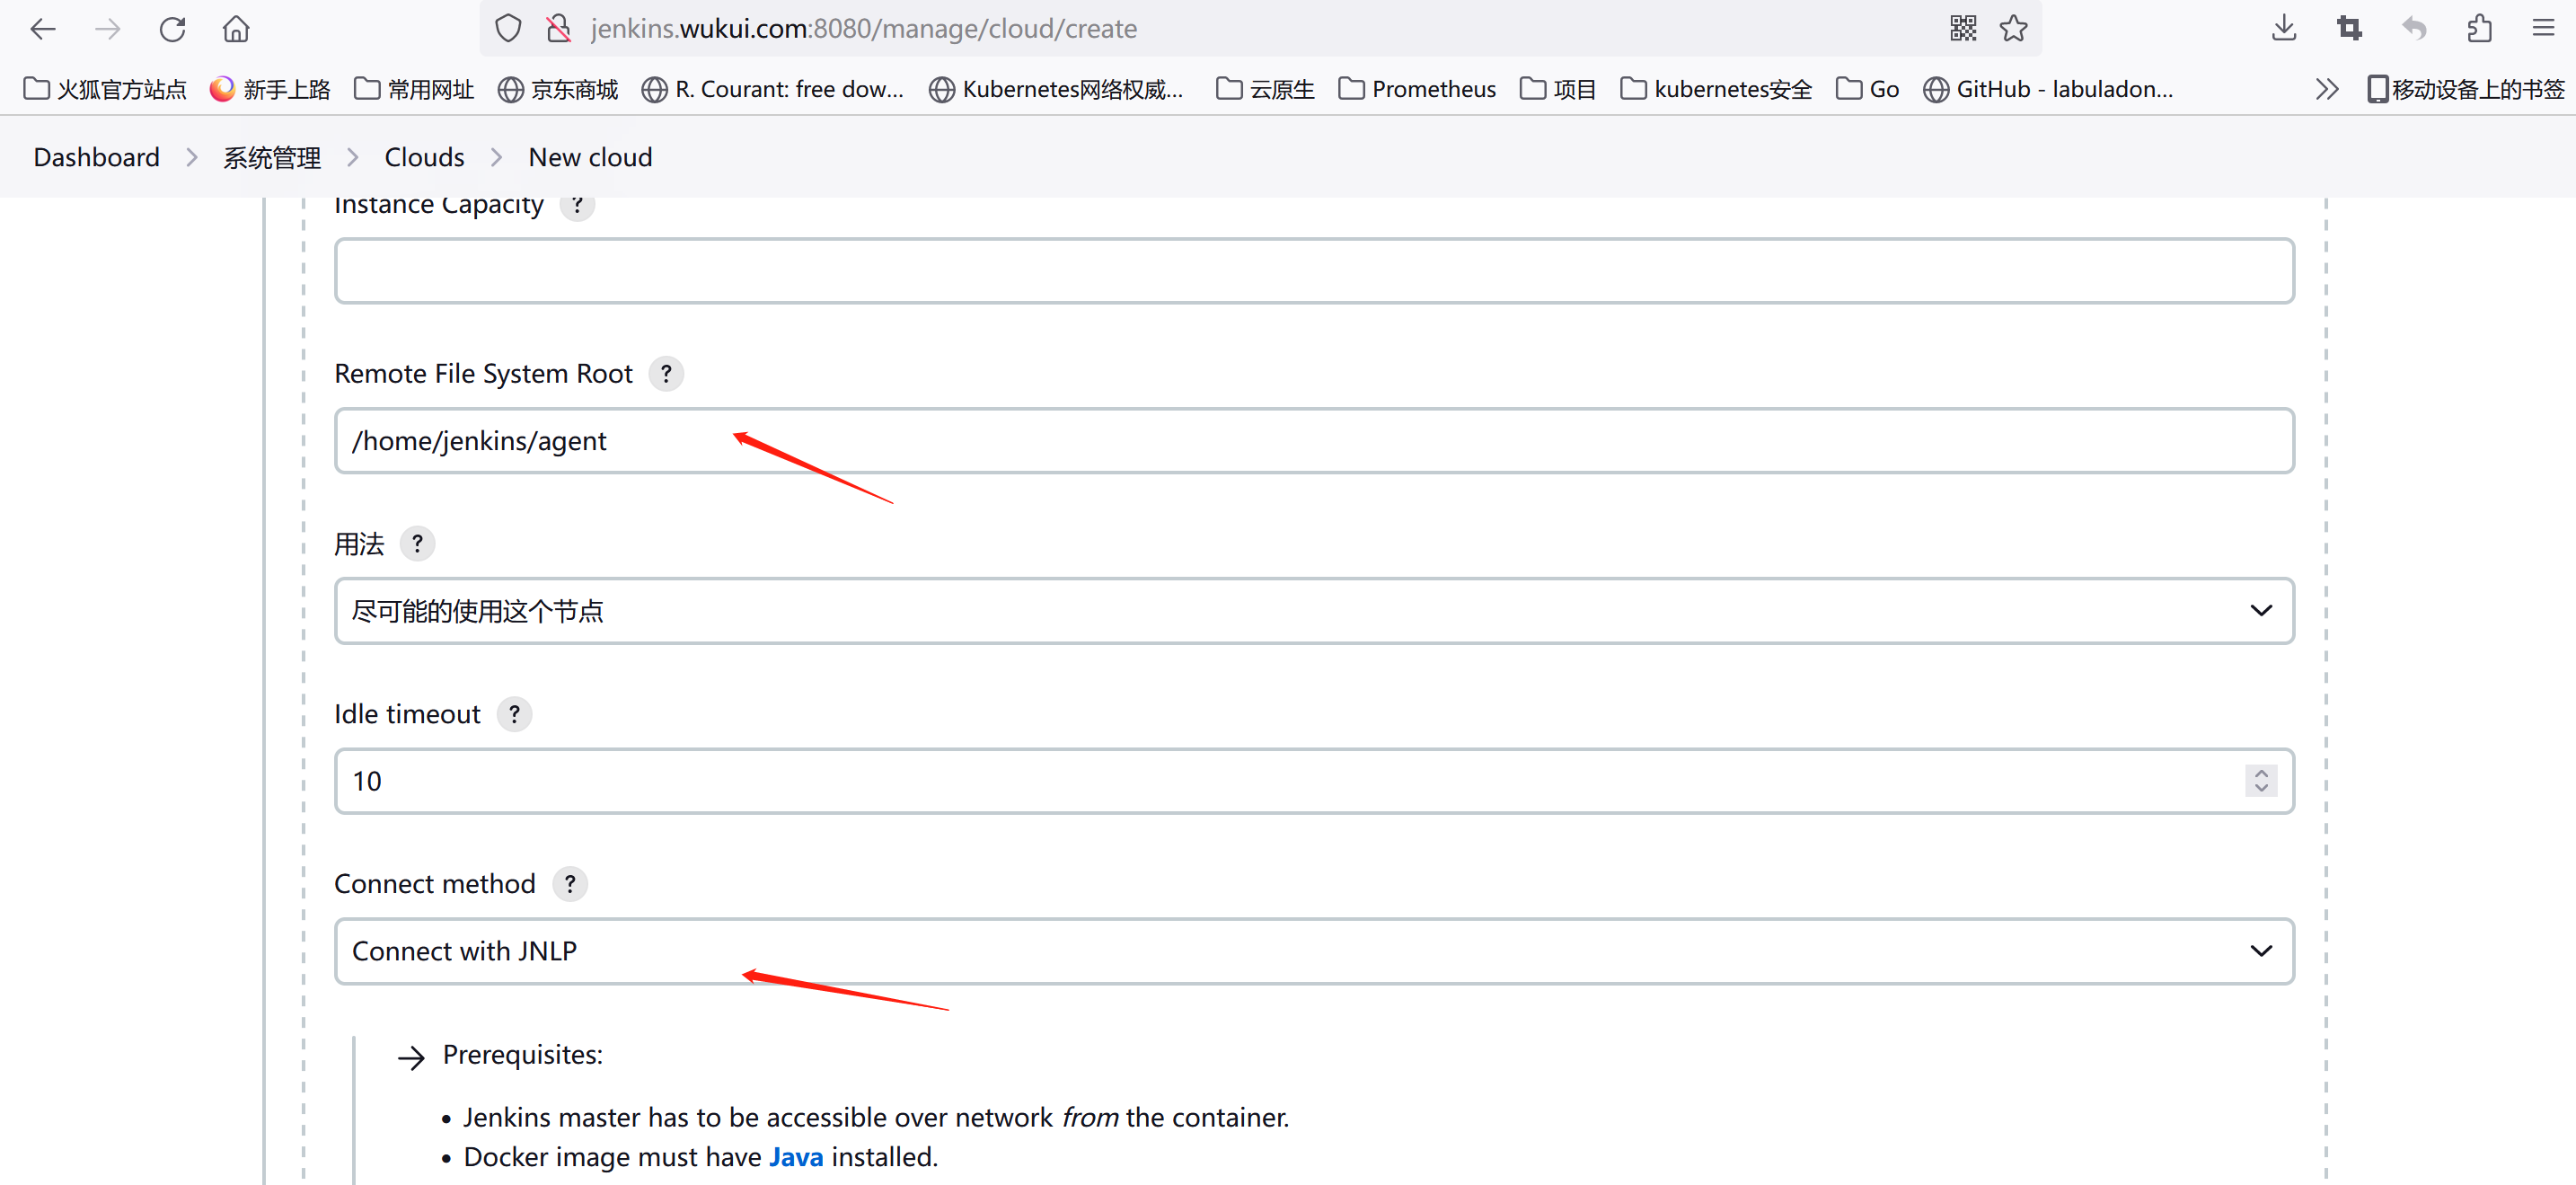 jenkins.wukui.com:8080/manage/cloud/create
火狐官方站点 新手上路 常用网址 京东商城 R. Courant: free dow... Kubernetes网络权威... 云原生 Prometheus 项目 kubernetes安全 Go GitHub - labuladon... 移动设备上的书签
Dashboard 系统管理 Clouds New cloud
Instance Capacity ?
Remote File System Root ?
/home/jenkins/agent
用法 ?
尽可能的使用这个节点
Idle timeout ?
10
Connect method ?
Connect with JNLP
Prerequisites:
Jenkins master has to be accessible over network from the container.
Docker image must have Java installed.